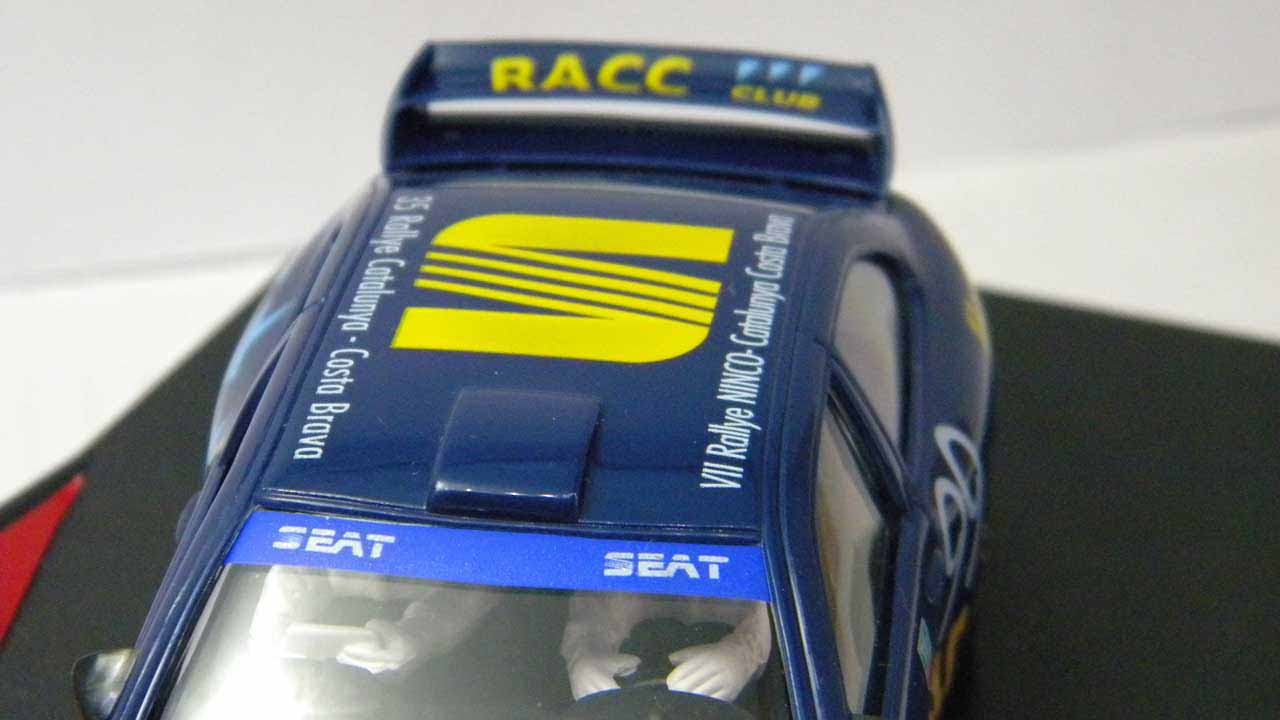 RACC
CLUB
35 Rallye Catalunya - Costa Brava
VII Rallye NINCO-Catalunya Costa Brava
SEAT
SEAT